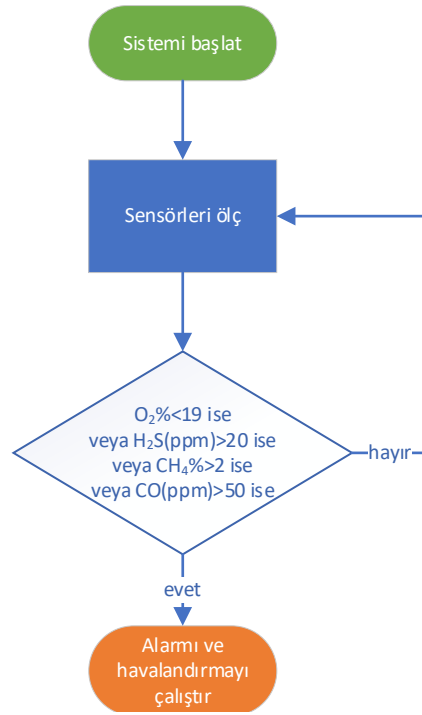 Sistemi başlat
Sensörleri ölç
O₂%<19 ise
veya H₂S(ppm)>20 ise
veya CH₄%>2 ise
veya CO(ppm)>50 ise
hayır
evet
Alarmı ve
havalandırmayı
çalıştır